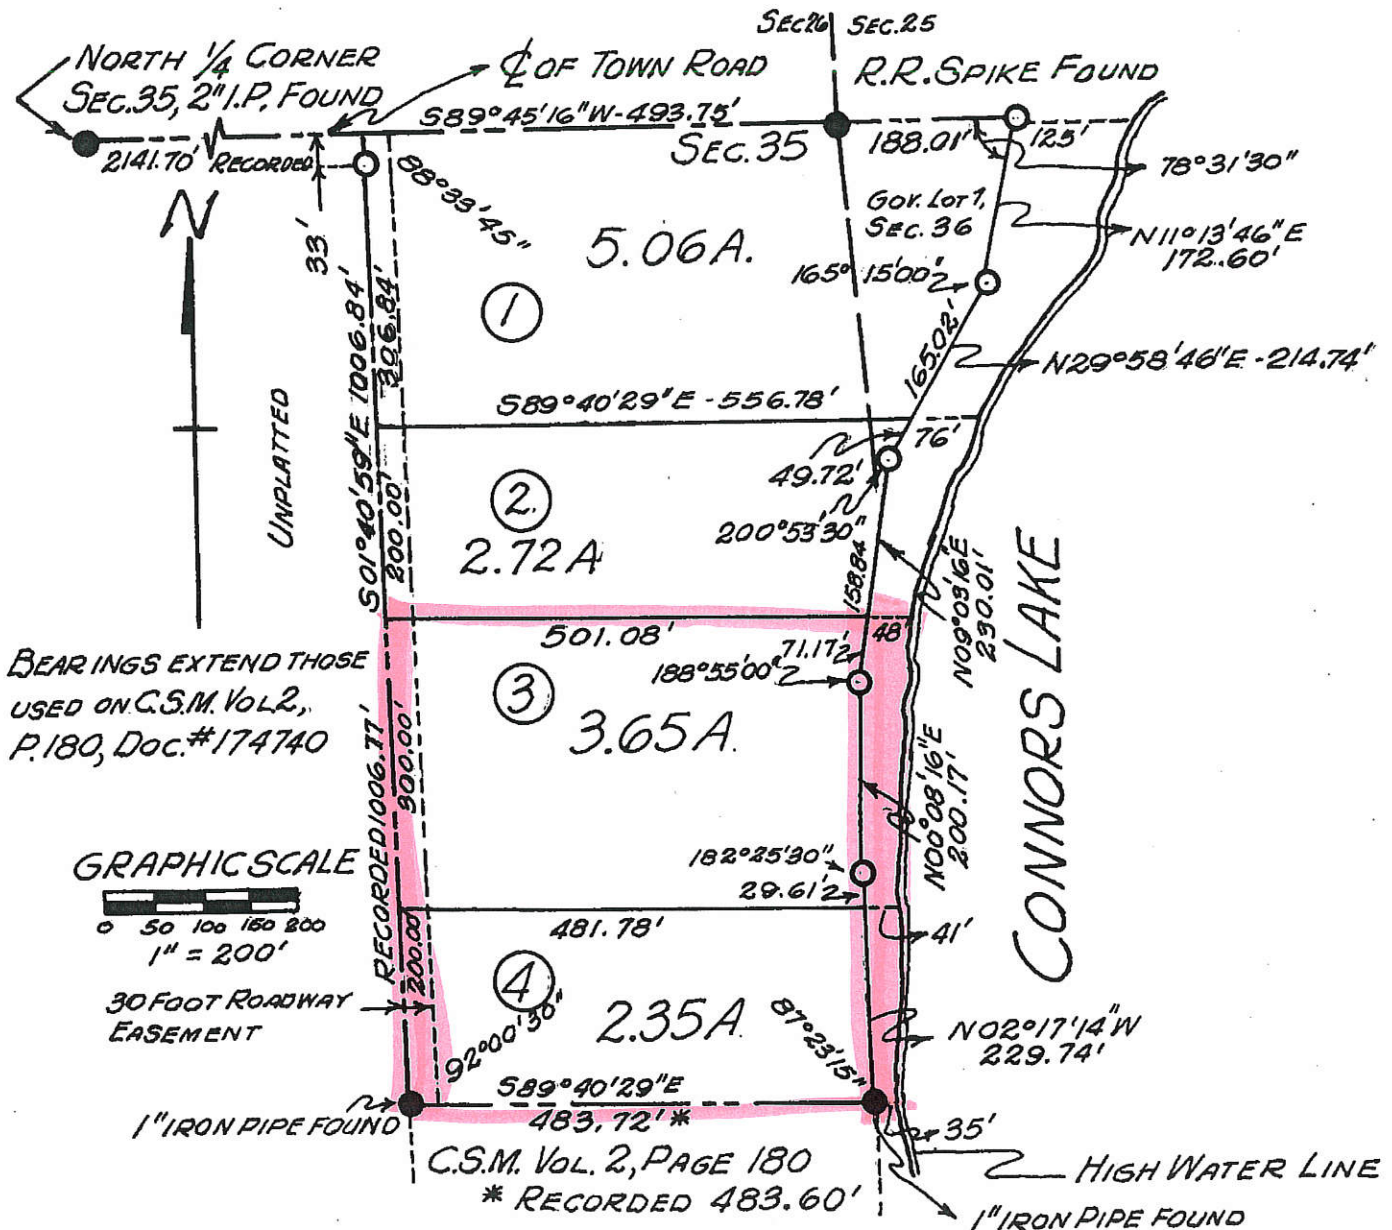 SEC.26 SEC.25
NORTH 1/4 CORNER
SEC.35, 2" I.P. FOUND
℄ OF TOWN ROAD
R.R. SPIKE FOUND
S89°45'16"W-493.75'
2141.70' RECORDED
SEC.35
188.01'
125'
78°31'30"
33'
88°33'45"
GOV. LOT 1,
SEC. 36
N11°13'46"E
172.60'
N
5.06A.
165°15'00"
1
165.02'
N29°58'46"E-214.74'
S01°40'59"E 1006.84'
306.84'
UNPLATTED
S89°40'29"E-556.78'
76'
49.72'
2
2.72A
200.00'
200°53'30"
N09°03'16"E
230.01'
158.84
501.08'
48'
71.17'
188°55'00"
BEARINGS EXTEND THOSE
USED ON C.S.M. VOL.2,
P.180, DOC.#174740
3
3.65A.
RECORDED 1006.77'
300.00'
N00°08'16"E
200.17'
CONNORS LAKE
182°25'30"
29.61'
GRAPHIC SCALE
0 50 100 150 200
1" = 200'
481.78'
41'
200.00
30 FOOT ROADWAY
EASEMENT
4
2.35A
92°00'30"
87°23'15"
N02°17'14"W
229.74'
S89°40'29"E
483.72' *
1" IRON PIPE FOUND
35'
C.S.M. VOL. 2, PAGE 180
* RECORDED 483.60'
HIGH WATER LINE
1" IRON PIPE FOUND